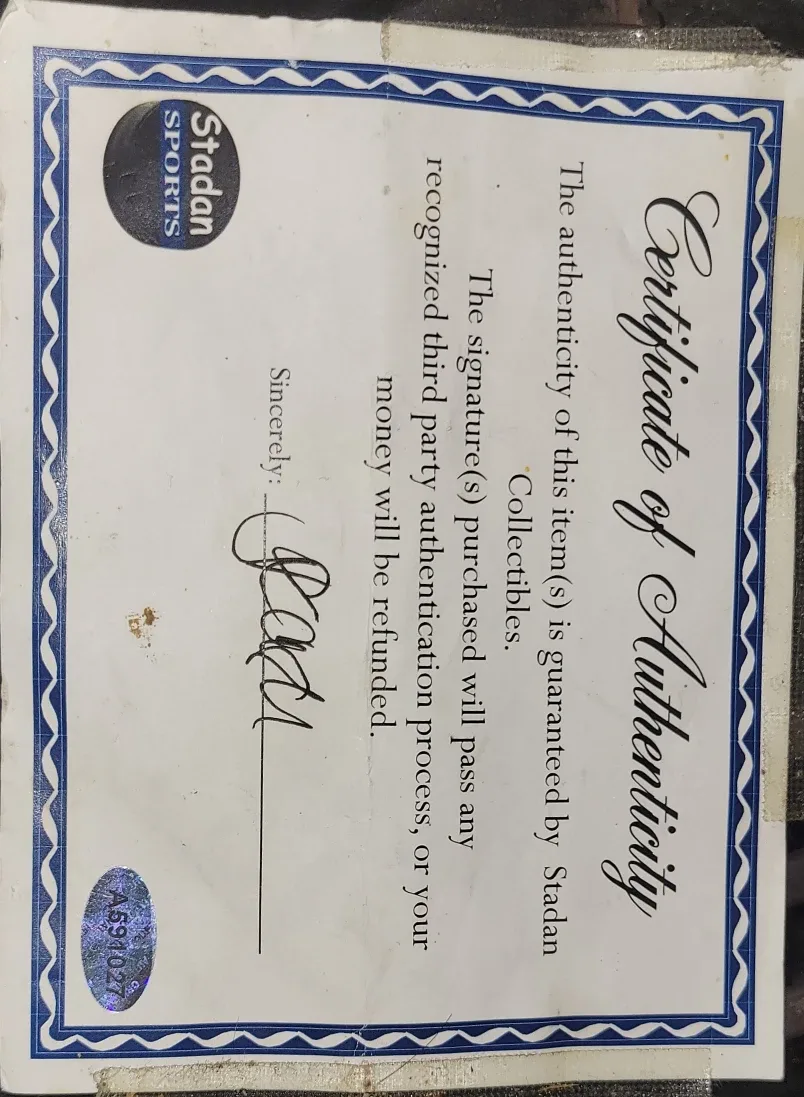 Certificate of Authenticity
The authenticity of this item(s) is guaranteed by Stadan
Collectibles.
The signature(s) purchased will pass any
recognized third party authentication process, or your
money will be refunded.
Sincerely:
Stadan
SPORTS
A591027